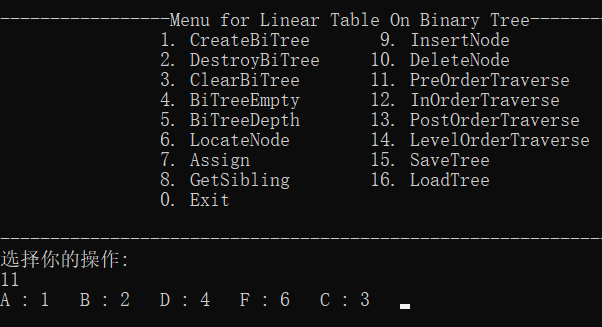 -----------------Menu for Linear Table On Binary Tree-------
1. CreateBiTree 9. InsertNode
2. DestroyBiTree 10. DeleteNode
3. ClearBiTree 11. PreOrderTraverse
4. BiTreeEmpty 12. InOrderTraverse
5. BiTreeDepth 13. PostOrderTraverse
6. LocateNode 14. LevelOrderTraverse
7. Assign 15. SaveTree
8. GetSibling 16. LoadTree
0. Exit
------------------------------------------------------------
选择你的操作:
11
A : 1 B : 2 D : 4 F : 6 C : 3